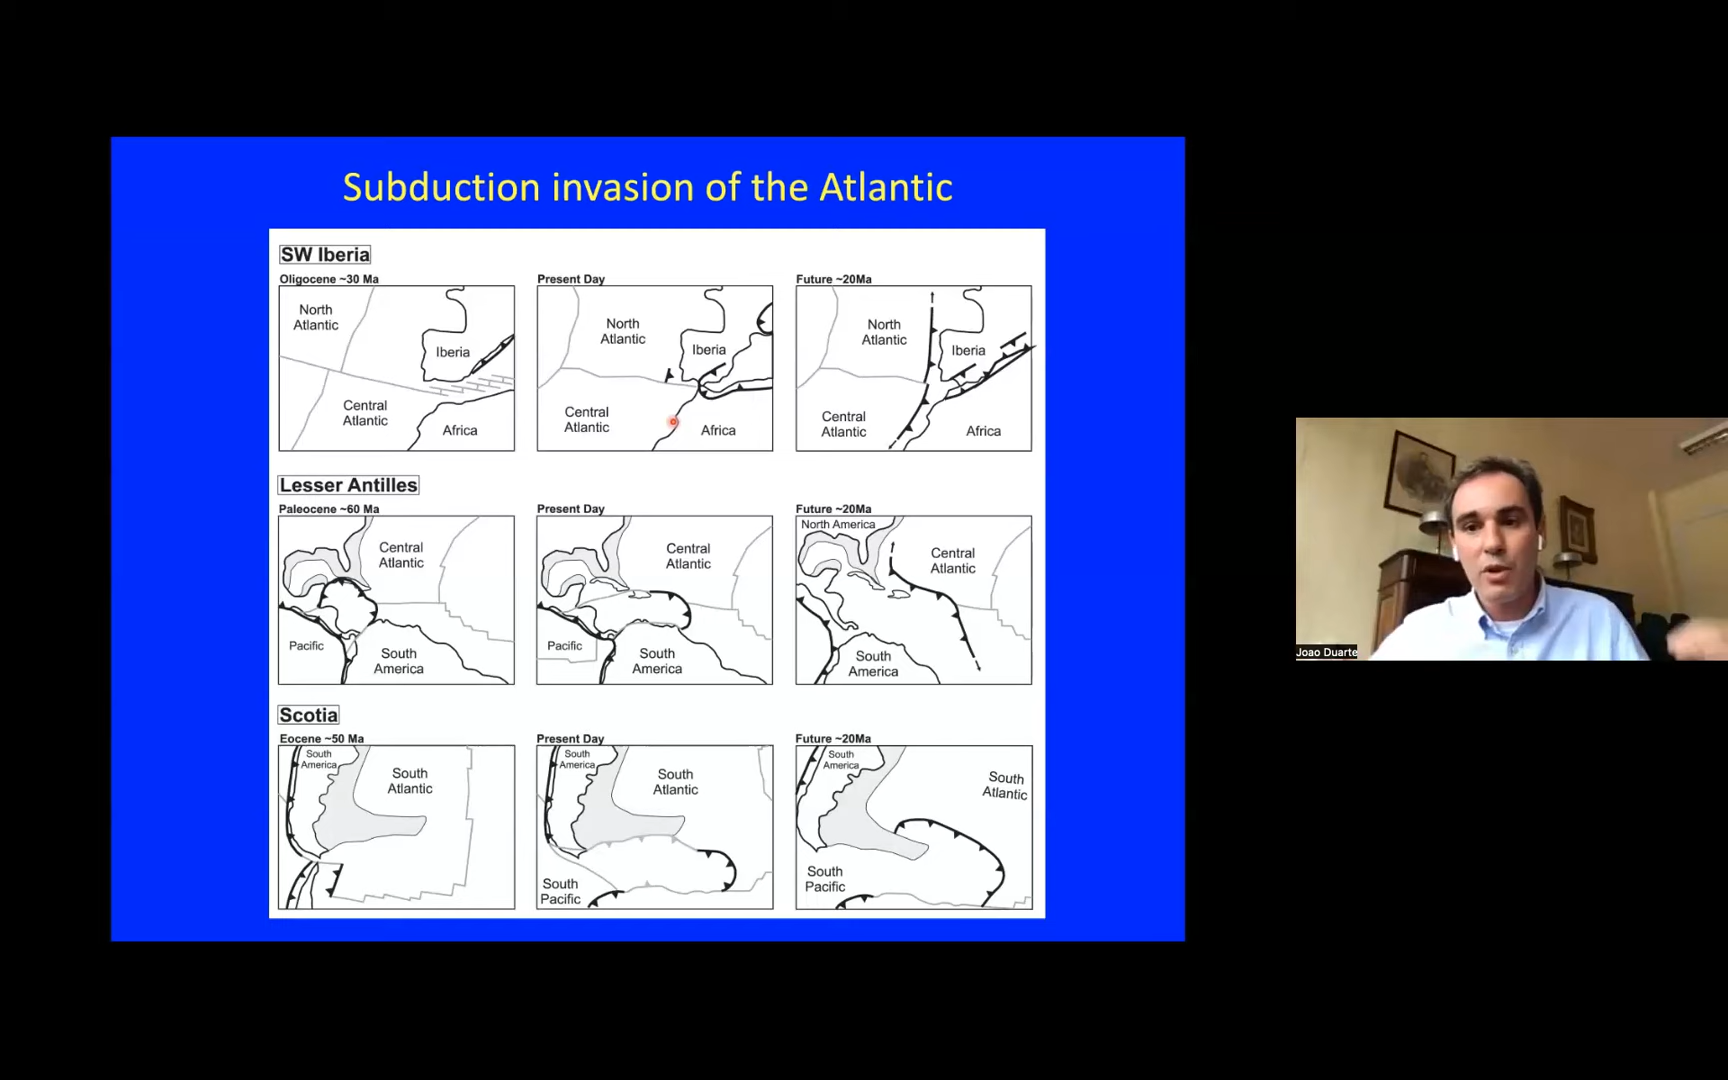 Subduction invasion of the Atlantic
SW Iberia
Oligocene ~30 Ma
North
Atlantic
Iberia
Central
Atlantic
Africa
Present Day
North
Atlantic
Iberia
Central
Atlantic
Africa
Future ~20Ma
North
Atlantic
Iberia
Central
Atlantic
Africa
Lesser Antilles
Paleocene ~60 Ma
Central
Atlantic
Pacific
South
America
Present Day
Central
Atlantic
Pacific
South
America
Future ~20Ma
North America
Central
Atlantic
South
America
Scotia
Eocene ~50 Ma
South
America
South
Atlantic
Present Day
South
America
South
Atlantic
South
Pacific
Future ~20Ma
South
America
South
Atlantic
South
Pacific
Joao Duarte